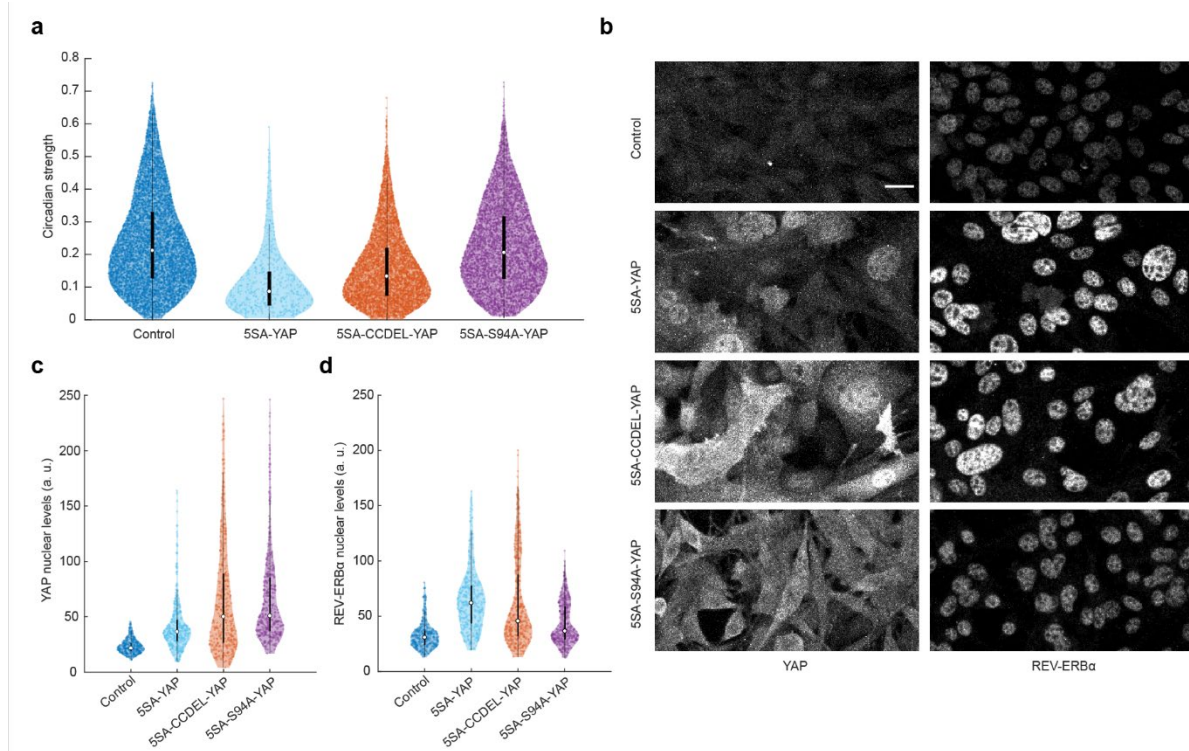 a
0.8
0.7
0.6
0.5
0.4
0.3
0.2
0.1
0
Circadian strength
Control
5SA-YAP
5SA-CCDEL-YAP
5SA-S94A-YAP
b
Control
5SA-YAP
5SA-CCDEL-YAP
5SA-S94A-YAP
YAP
REV-ERBα
c
250
200
150
100
50
0
YAP nuclear levels (a. u.)
Control
5SA-YAP
5SA-CCDEL-YAP
5SA-S94A-YAP
d
250
200
150
100
50
0
REV-ERBα nuclear levels (a. u.)
Control
5SA-YAP
5SA-CCDEL-YAP
5SA-S94A-YAP